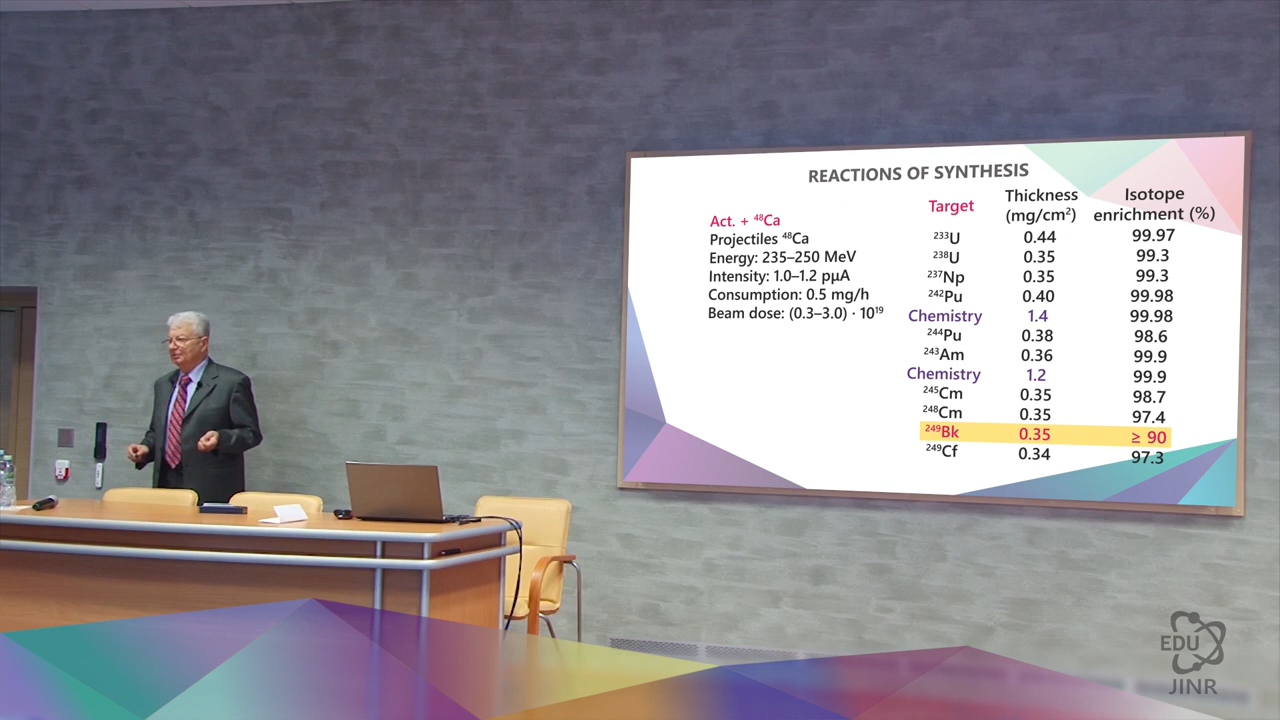 REACTIONS OF SYNTHESIS
Act. + ⁴⁸Ca
Projectiles ⁴⁸Ca
Energy: 235–250 MeV
Intensity: 1.0–1.2 pμA
Consumption: 0.5 mg/h
Beam dose: (0.3–3.0) · 10¹⁹
Target Thickness (mg/cm²) Isotope enrichment (%)
²³³U 0.44 99.97
²³⁸U 0.35 99.3
²³⁷Np 0.35 99.3
²⁴²Pu 0.40 99.98
Chemistry 1.4 99.98
²⁴⁴Pu 0.38 98.6
²⁴³Am 0.36 99.9
Chemistry 1.2 99.9
²⁴⁵Cm 0.35 98.7
²⁴⁸Cm 0.35 97.4
²⁴⁹Bk 0.35 ≥ 90
²⁴⁹Cf 0.34 97.3
EDU
JINR